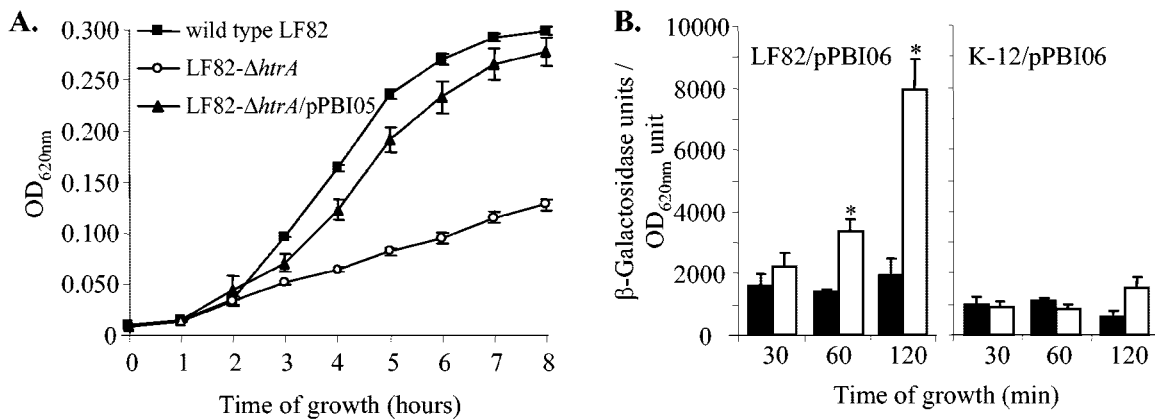 A.
wild type LF82
LF82-ΔhtrA
LF82-ΔhtrA/pPBI05
OD620nm
0.300
0.250
0.200
0.150
0.100
0.050
0
0 1 2 3 4 5 6 7 8
Time of growth (hours)
B.
LF82/pPBI06
K-12/pPBI06
β-Galactosidase units /
OD620nm unit
10000
8000
6000
4000
2000
0
*
*
30 60 120 30 60 120
Time of growth (min)